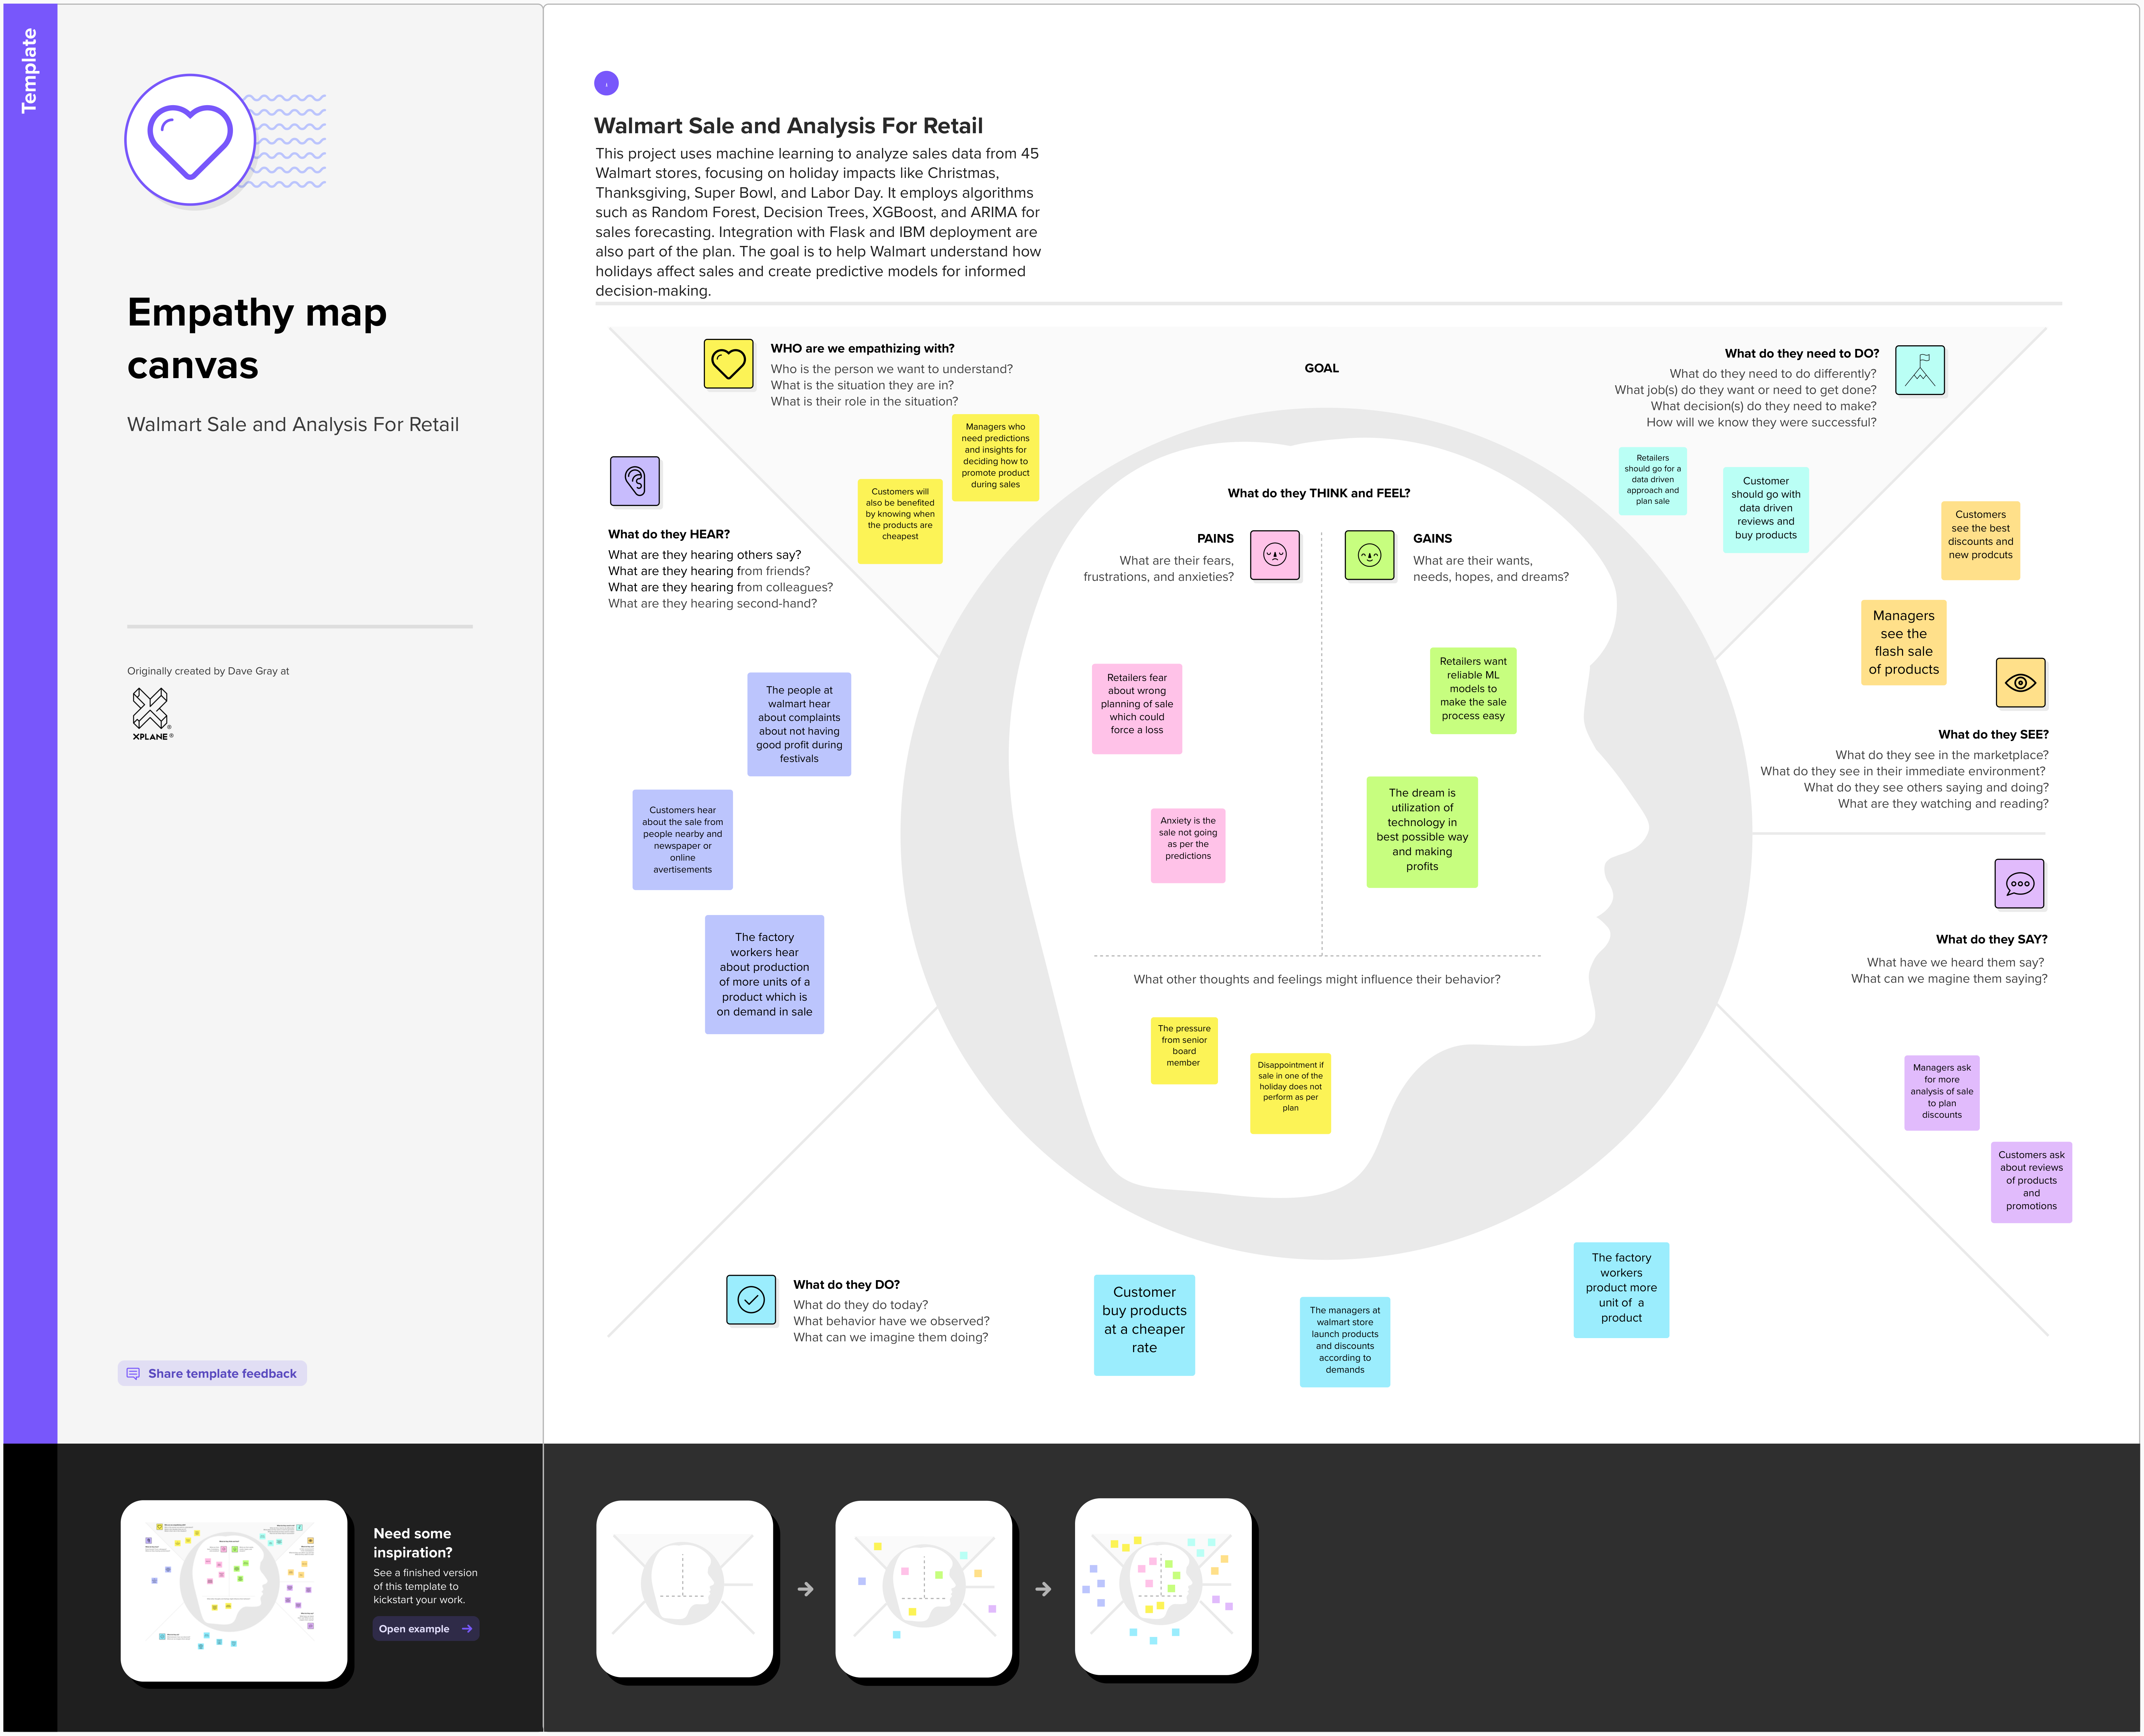 Template
Empathy map
canvas
Walmart Sale and Analysis For Retail
Originally created by Dave Gray at
XPLANE®
Share template feedback
Walmart Sale and Analysis For Retail
This project uses machine learning to analyze sales data from 45
Walmart stores, focusing on holiday impacts like Christmas,
Thanksgiving, Super Bowl, and Labor Day. It employs algorithms
such as Random Forest, Decision Trees, XGBoost, and ARIMA for
sales forecasting. Integration with Flask and IBM deployment are
also part of the plan. The goal is to help Walmart understand how
holidays affect sales and create predictive models for informed
decision-making.
WHO are we empathizing with?
Who is the person we want to understand?
What is the situation they are in?
What is their role in the situation?
Managers who
need predictions
and insights for
deciding how to
promote product
during sales
Customers will
also be benefited
by knowing when
the products are
cheapest
GOAL
What do they need to DO?
What do they need to do differently?
What job(s) do they want or need to get done?
What decision(s) do they need to make?
How will we know they were successful?
Retailers
should go for a
data driven
approach and
plan sale
Customer
should go with
data driven
reviews and
buy products
What do they HEAR?
What are they hearing others say?
What are they hearing from friends?
What are they hearing from colleagues?
What are they hearing second-hand?
The people at
walmart hear
about complaints
about not having
good profit during
festivals
Customers hear
about the sale from
people nearby and
newspaper or
online
avertisements
The factory
workers hear
about production
of more units of a
product which is
on demand in sale
What do they THINK and FEEL?
PAINS
What are their fears,
frustrations, and anxieties?
GAINS
What are their wants,
needs, hopes, and dreams?
Retailers fear
about wrong
planning of sale
which could
force a loss
Anxiety is the
sale not going
as per the
predictions
Retailers want
reliable ML
models to
make the sale
process easy
The dream is
utilization of
technology in
best possible way
and making
profits
What other thoughts and feelings might influence their behavior?
The pressure
from senior
board
member
Disappointment if
sale in one of the
holiday does not
perform as per
plan
Customers
see the best
discounts and
new prodcuts
Managers
see the
flash sale
of products
What do they SEE?
What do they see in the marketplace?
What do they see in their immediate environment?
What do they see others saying and doing?
What are they watching and reading?
What do they SAY?
What have we heard them say?
What can we magine them saying?
Managers ask
for more
analysis of sale
to plan
discounts
Customers ask
about reviews
of products
and
promotions
What do they DO?
What do they do today?
What behavior have we observed?
What can we imagine them doing?
Customer
buy products
at a cheaper
rate
The managers at
walmart store
launch products
and discounts
according to
demands
The factory
workers
product more
unit of a
product
Need some
inspiration?
See a finished version
of this template to
kickstart your work.
Open example